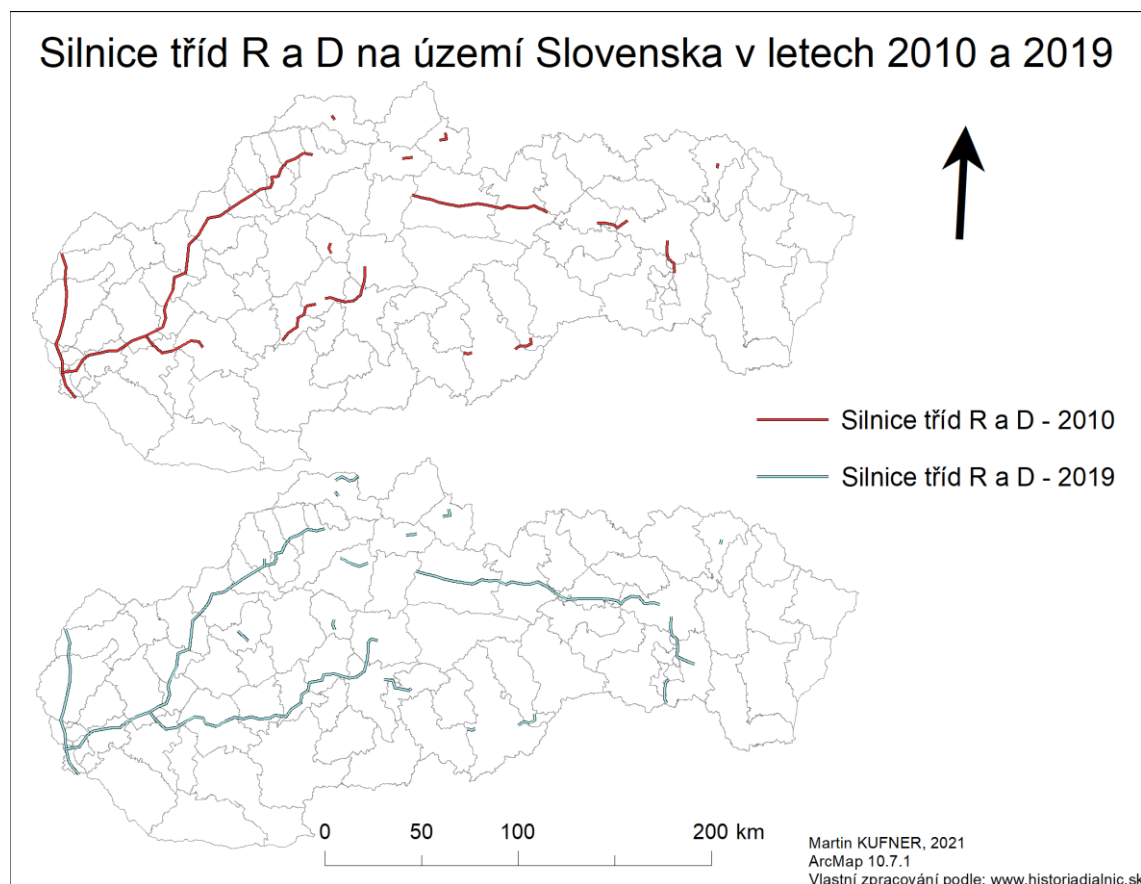 Silnice tříd R a D na území Slovenska v letech 2010 a 2019
Silnice tříd R a D - 2010
Silnice tříd R a D - 2019
0 50 100 200 km
Martin KUFNER, 2021
ArcMap 10.7.1
Vlastní zpracování podle: www.historiadialnic.sk